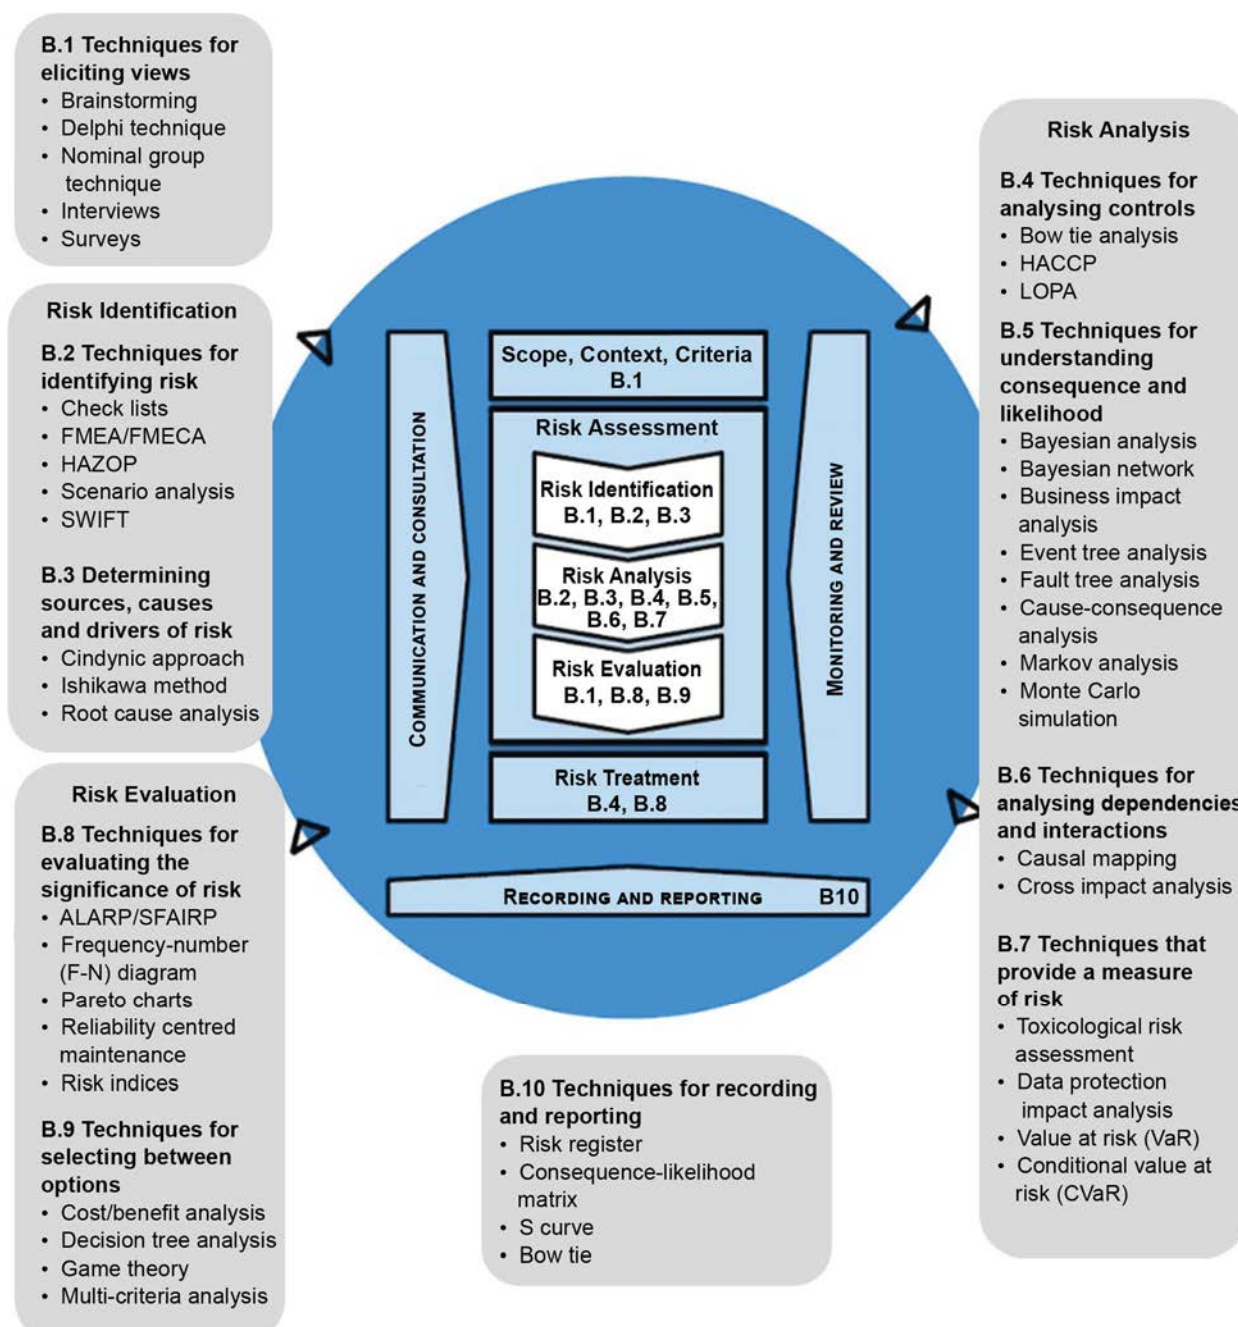 B.1 Techniques for
eliciting views
• Brainstorming
• Delphi technique
• Nominal group
technique
• Interviews
• Surveys
Risk Identification
B.2 Techniques for
identifying risk
• Check lists
• FMEA/FMECA
• HAZOP
• Scenario analysis
• SWIFT
B.3 Determining
sources, causes
and drivers of risk
• Cindynic approach
• Ishikawa method
• Root cause analysis
Risk Evaluation
B.8 Techniques for
evaluating the
significance of risk
• ALARP/SFAIRP
• Frequency-number
(F-N) diagram
• Pareto charts
• Reliability centred
maintenance
• Risk indices
B.9 Techniques for
selecting between
options
• Cost/benefit analysis
• Decision tree analysis
• Game theory
• Multi-criteria analysis
COMMUNICATION AND CONSULTATION
Scope, Context, Criteria
B.1
Risk Assessment
Risk Identification
B.1, B.2, B.3
Risk Analysis
B.2, B.3, B.4, B.5,
B.6, B.7
Risk Evaluation
B.1, B.8, B.9
Risk Treatment
B.4, B.8
MONITORING AND REVIEW
RECORDING AND REPORTING B10
B.10 Techniques for recording
and reporting
• Risk register
• Consequence-likelihood
matrix
• S curve
• Bow tie
Risk Analysis
B.4 Techniques for
analysing controls
• Bow tie analysis
• HACCP
• LOPA
B.5 Techniques for
understanding
consequence and
likelihood
• Bayesian analysis
• Bayesian network
• Business impact
analysis
• Event tree analysis
• Fault tree analysis
• Cause-consequence
analysis
• Markov analysis
• Monte Carlo
simulation
B.6 Techniques for
analysing dependencies
and interactions
• Causal mapping
• Cross impact analysis
B.7 Techniques that
provide a measure
of risk
• Toxicological risk
assessment
• Data protection
impact analysis
• Value at risk (VaR)
• Conditional value at
risk (CVaR)